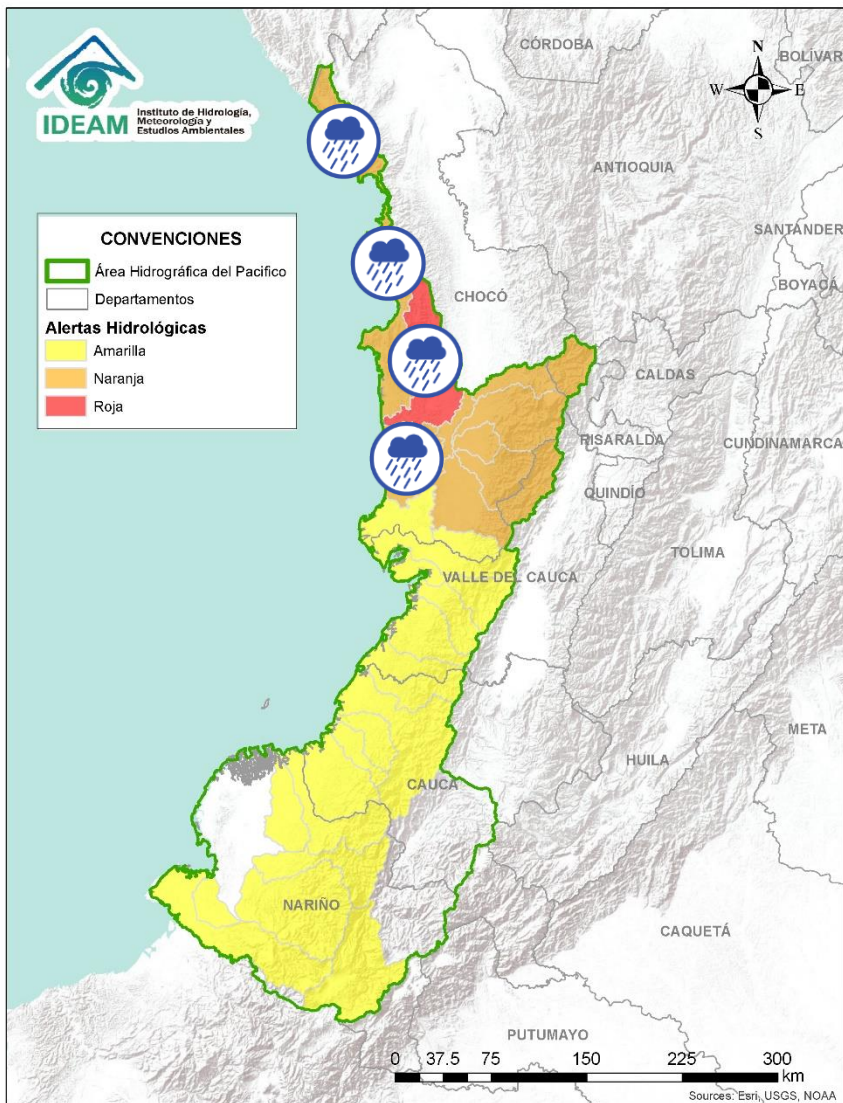 IDEAM
Instituto de Hidrología,
Meteorología y
Estudios Ambientales
N
W
E
S
CÓRDOBA
BOLÍVAR
ANTIOQUIA
SANTANDER
BOYACÁ
CHOCÓ
CALDAS
RISARALDA
CUNDINAMARCA
QUINDÍO
TOLIMA
VALLE DEL CAUCA
META
HUILA
CAUCA
NARIÑO
CAQUETÁ
PUTUMAYO
CONVENCIONES
Área Hidrográfica del Pacifico
Departamentos
Alertas Hidrológicas
Amarilla
Naranja
Roja
0 37.5 75 150 225 300
km
Sources: Esri, USGS, NOAA